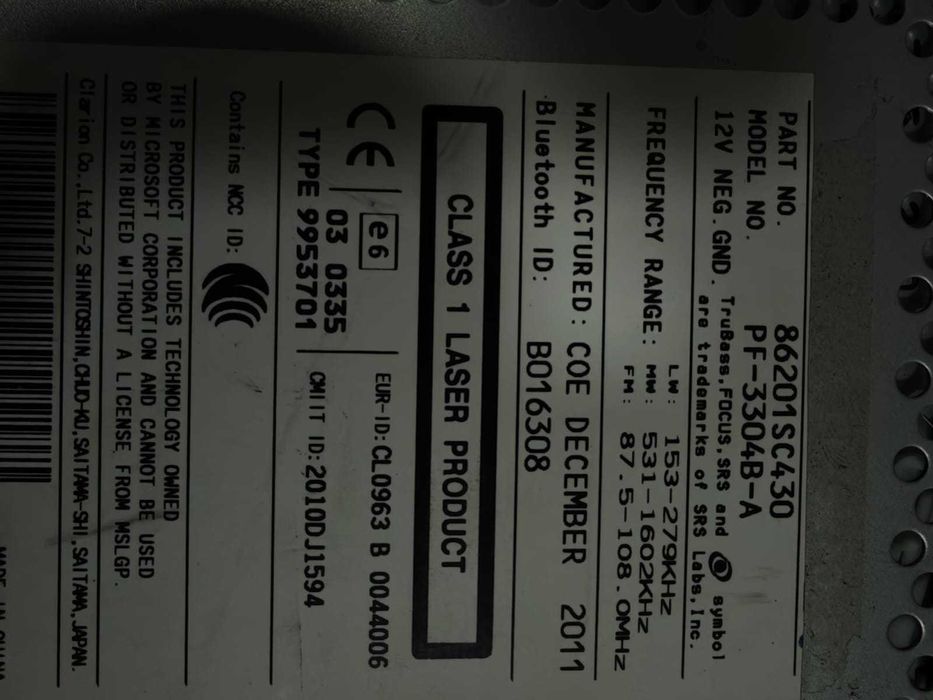 PART NO. 86201SC430
MODEL NO. PF-3304B-A
12V NEG.GND. TruBass,FOCUS,SRS and symbol
are trademarks of SRS Labs,Inc.
FREQUENCY RANGE: LW: 153-279KHz
MW: 531-1602KHz
FM: 87.5-108.0MHz
MANUFACTURED: COE DECEMBER 2011
Bluetooth ID: B016308
CLASS 1 LASER PRODUCT
CE e6 EUR-ID:CL0963 B 0044006
03 0335
TYPE 9953701 CMIIT ID:2010DJ1594
Contains NCC ID:
THIS PRODUCT INCLUDES TECHNOLOGY OWNED
BY MICROSOFT CORPORATION AND CANNOT BE USED
OR DISTRIBUTED WITHOUT A LICENSE FROM MSLGP.
Clarion Co.,Ltd.7-2 SHINTOSHIN,CHUO-KU,SAITAMA-SHI,SAITAMA,JAPAN.
MADE IN CHINA